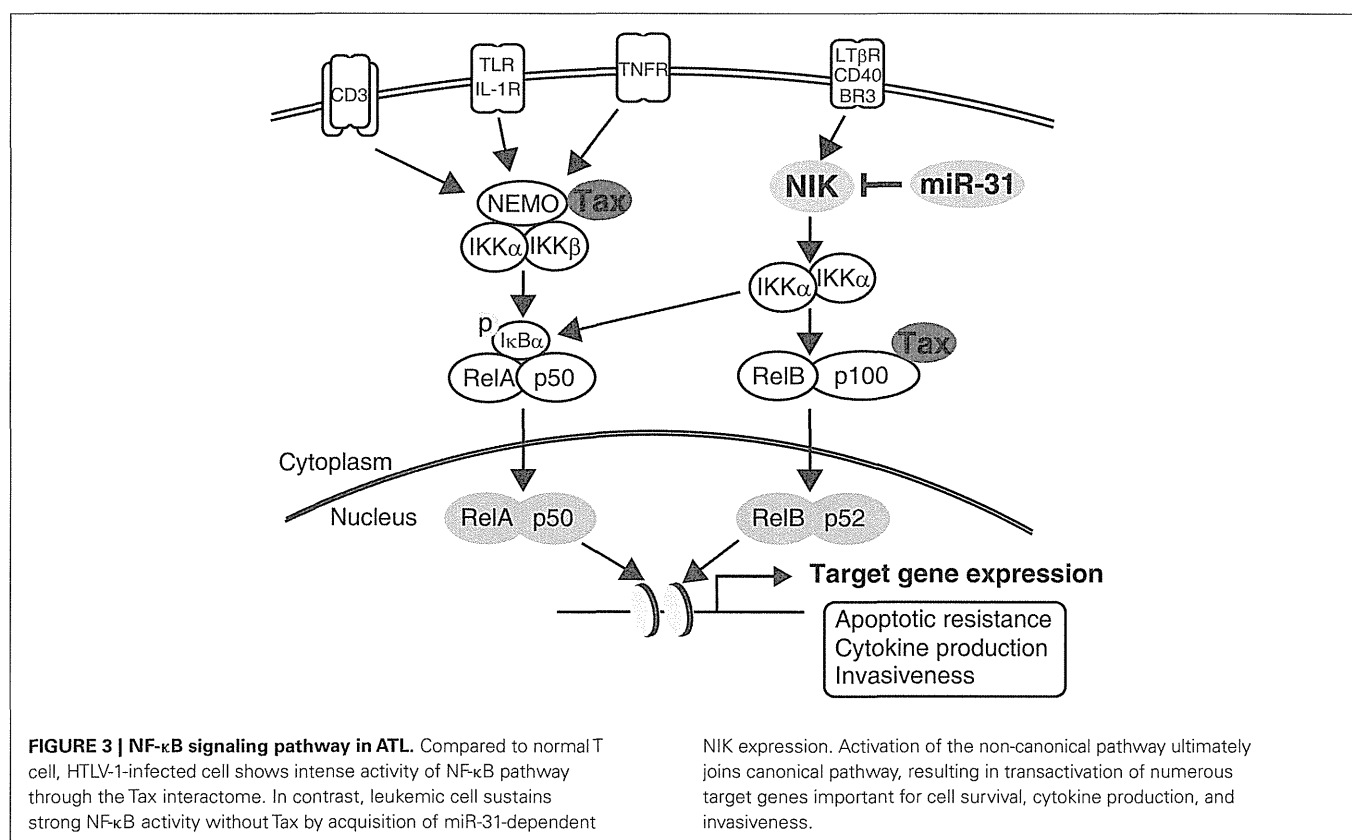 CD3
TLR
IL-1R
TNFR
LTβR
CD40
BR3
NEMO
Tax
NIK
miR-31
IKKα
IKKβ
IKKα
IKKα
p
IκBα
RelA
p50
Tax
RelB
p100
Cytoplasm
Nucleus
RelA
p50
RelB
p52
Target gene expression
Apoptotic resistance
Cytokine production
Invasiveness
FIGURE 3 | NF-κB signaling pathway in ATL. Compared to normal T
cell, HTLV-1-infected cell shows intense activity of NF-κB pathway
through the Tax interactome. In contrast, leukemic cell sustains
strong NF-κB activity without Tax by acquisition of miR-31-dependent
NIK expression. Activation of the non-canonical pathway ultimately
joins canonical pathway, resulting in transactivation of numerous
target genes important for cell survival, cytokine production, and
invasiveness.